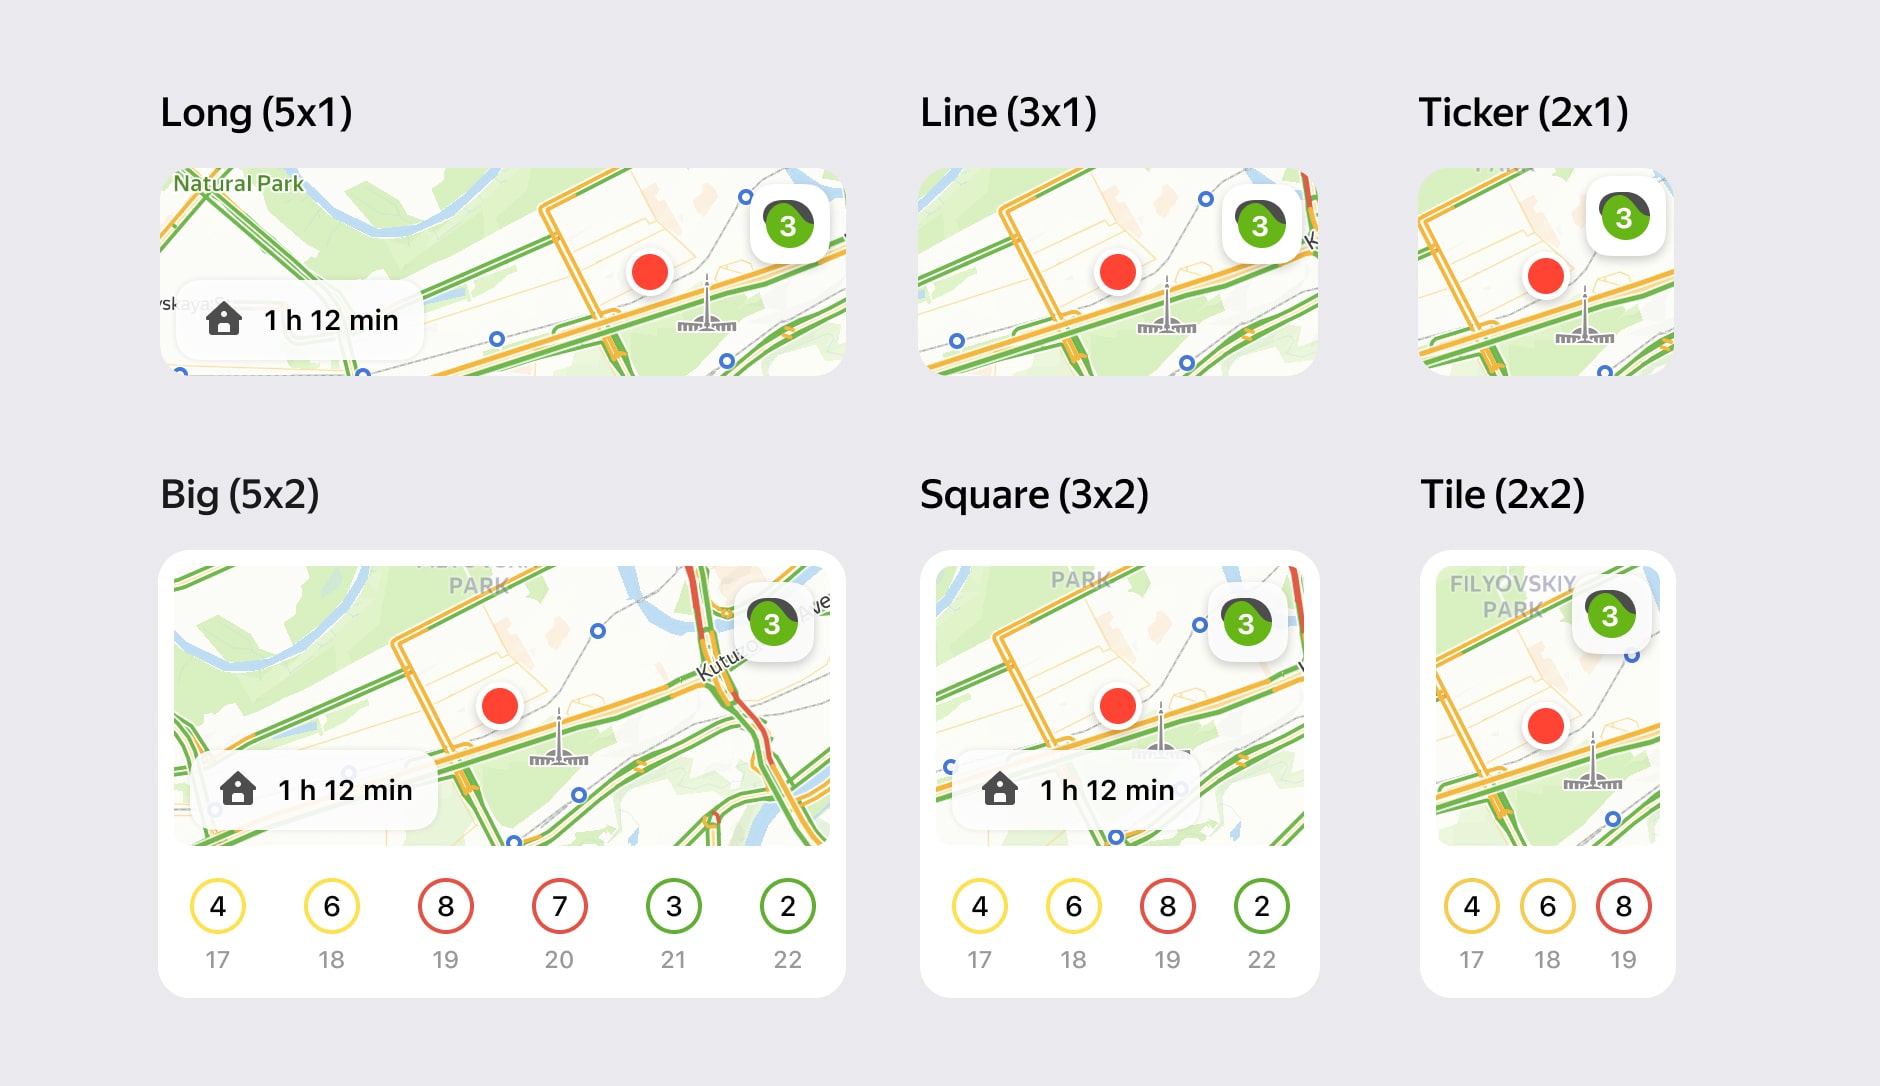 Long (5x1)
Line (3x1)
Ticker (2x1)
Natural Park
3
1 h 12 min
3
3
Big (5x2)
Square (3x2)
Tile (2x2)
PARK
3
1 h 12 min
4 6 8 7 3 2
17 18 19 20 21 22
PARK
3
1 h 12 min
4 6 8 2
17 18 19 22
FILYOVSKIY
PARK
3
4 6 8
17 18 19